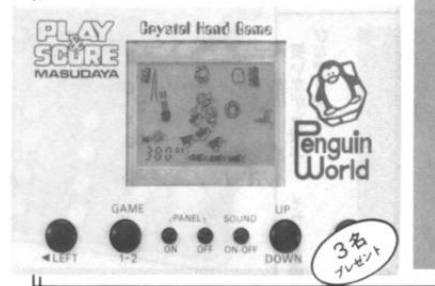 PLAY
&
SCORE
MASUDAYA
Crystal Hand Game
Penguin
World
GAME
PANEL
SOUND
UP
◀LEFT
1-2
ON
OFF
ON-OFF
DOWN
3名
プレゼント